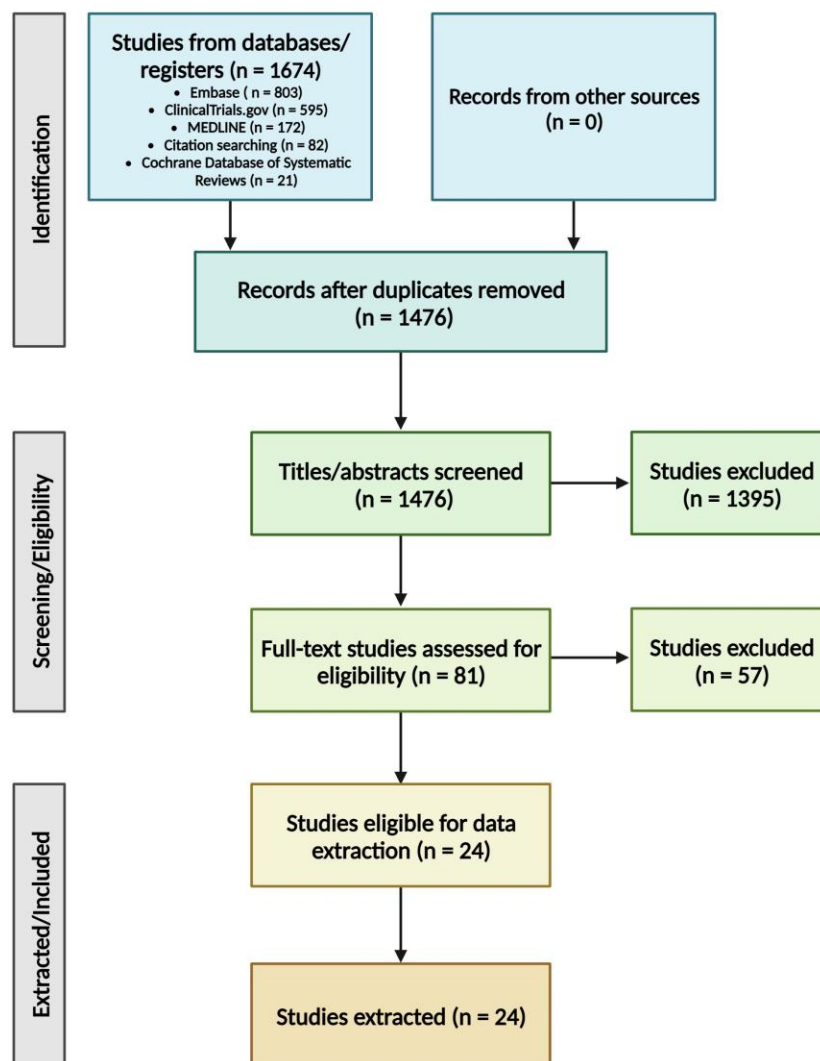 Identification
Studies from databases/
registers (n = 1674)
• Embase ( n = 803)
• ClinicalTrials.gov (n = 595)
• MEDLINE (n = 172)
• Citation searching (n = 82)
• Cochrane Database of Systematic
Reviews (n = 21)
Records from other sources
(n = 0)
Records after duplicates removed
(n = 1476)
Screening/Eligibility
Titles/abstracts screened
(n = 1476)
Studies excluded
(n = 1395)
Full-text studies assessed for
eligibility (n = 81)
Studies excluded
(n = 57)
Extracted/Included
Studies eligible for data
extraction (n = 24)
Studies extracted (n = 24)